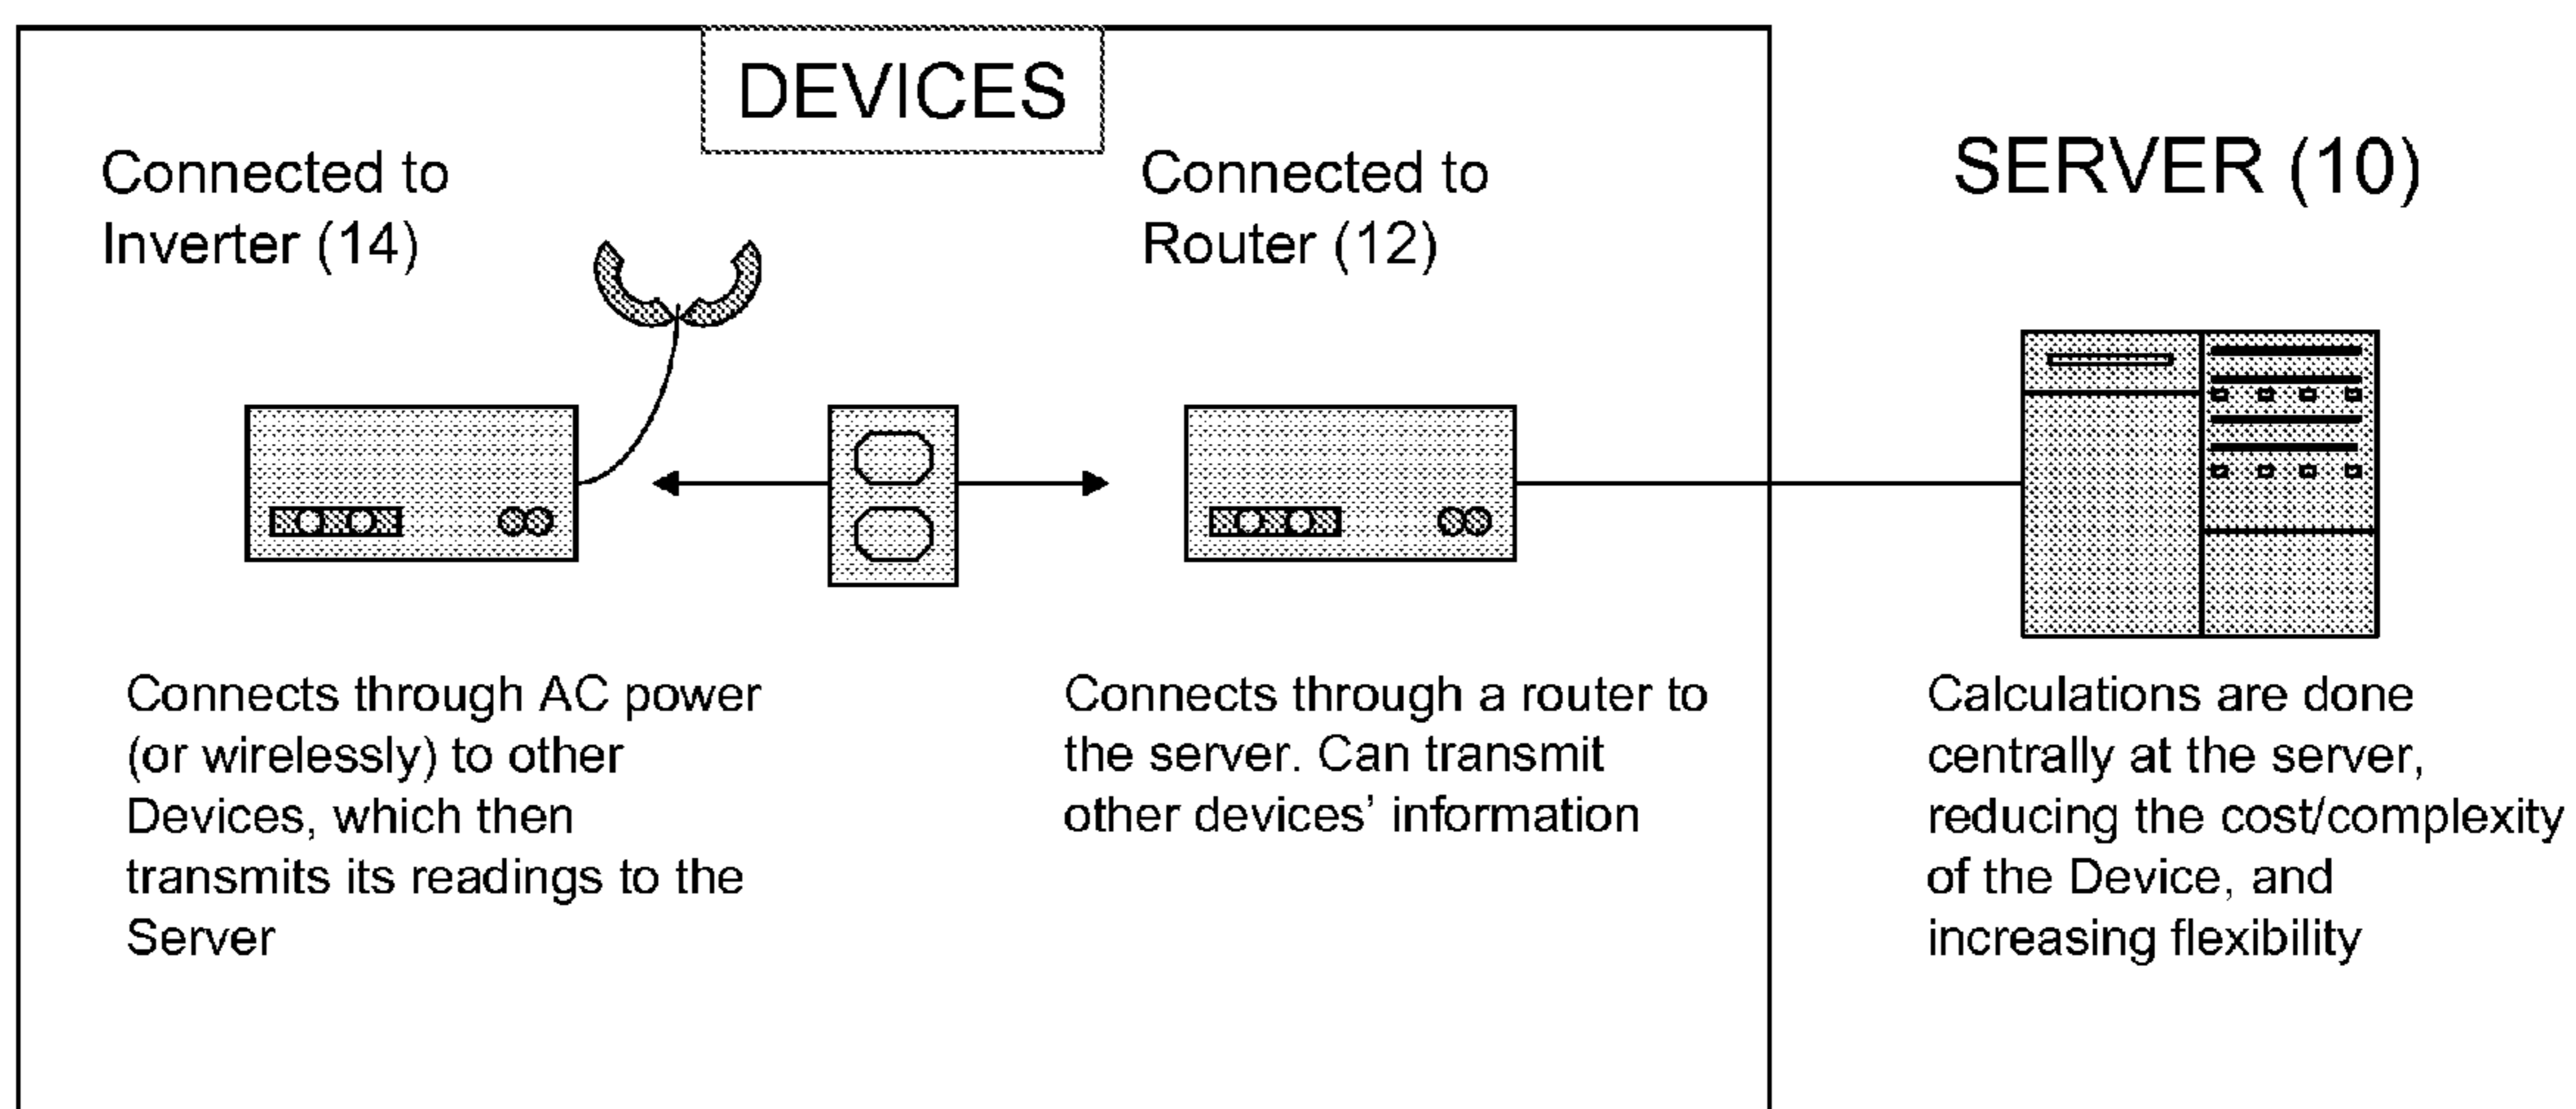 DEVICES
Connected to
Inverter (14)
Connected to
Router (12)
SERVER (10)
Connects through AC power
(or wirelessly) to other
Devices, which then
transmits its readings to the
Server
Connects through a router to
the server. Can transmit
other devices’ information
Calculations are done
centrally at the server,
reducing the cost/complexity
of the Device, and
increasing flexibility